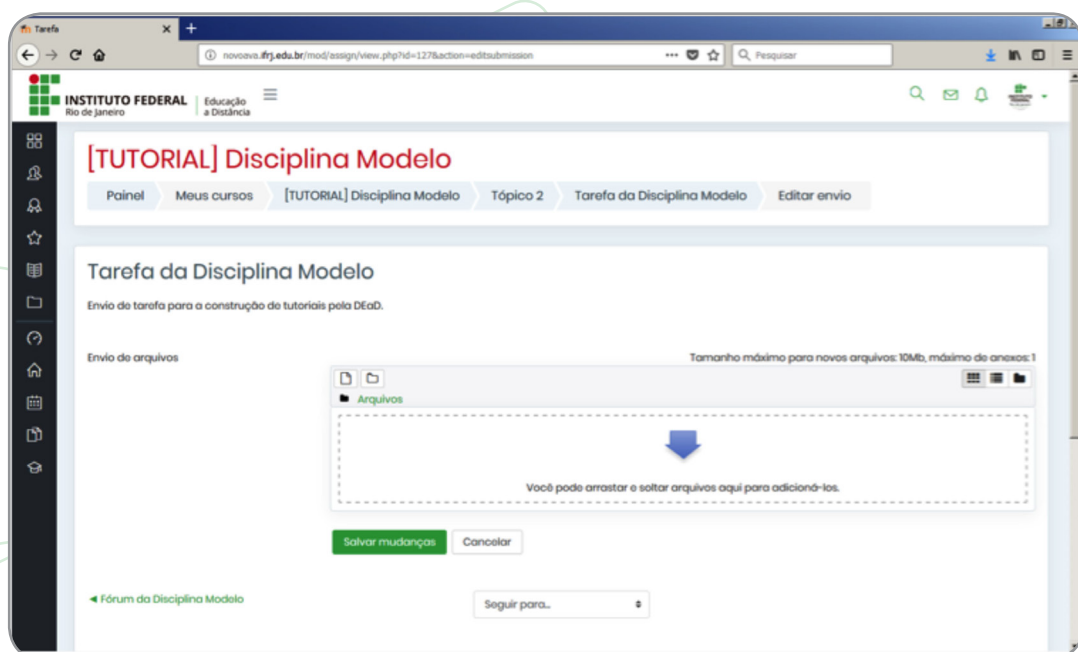 Tarefa
novoava.ifrj.edu.br/mod/assign/view.php?id=127&action=editsubmission
Pesquisar
INSTITUTO FEDERAL
Rio de Janeiro
Educação
a Distância
[TUTORIAL] Disciplina Modelo
Painel Meus cursos [TUTORIAL] Disciplina Modelo Tópico 2 Tarefa da Disciplina Modelo Editar envio
Tarefa da Disciplina Modelo
Envio de tarefa para a construção de tutoriais pela DEaD.
Envio de arquivos
Tamanho máximo para novos arquivos: 10Mb, máximo de anexos: 1
Arquivos
Você pode arrastar e soltar arquivos aqui para adicioná-los.
Salvar mudanças Cancelar
◄ Fórum da Disciplina Modelo
Seguir para...